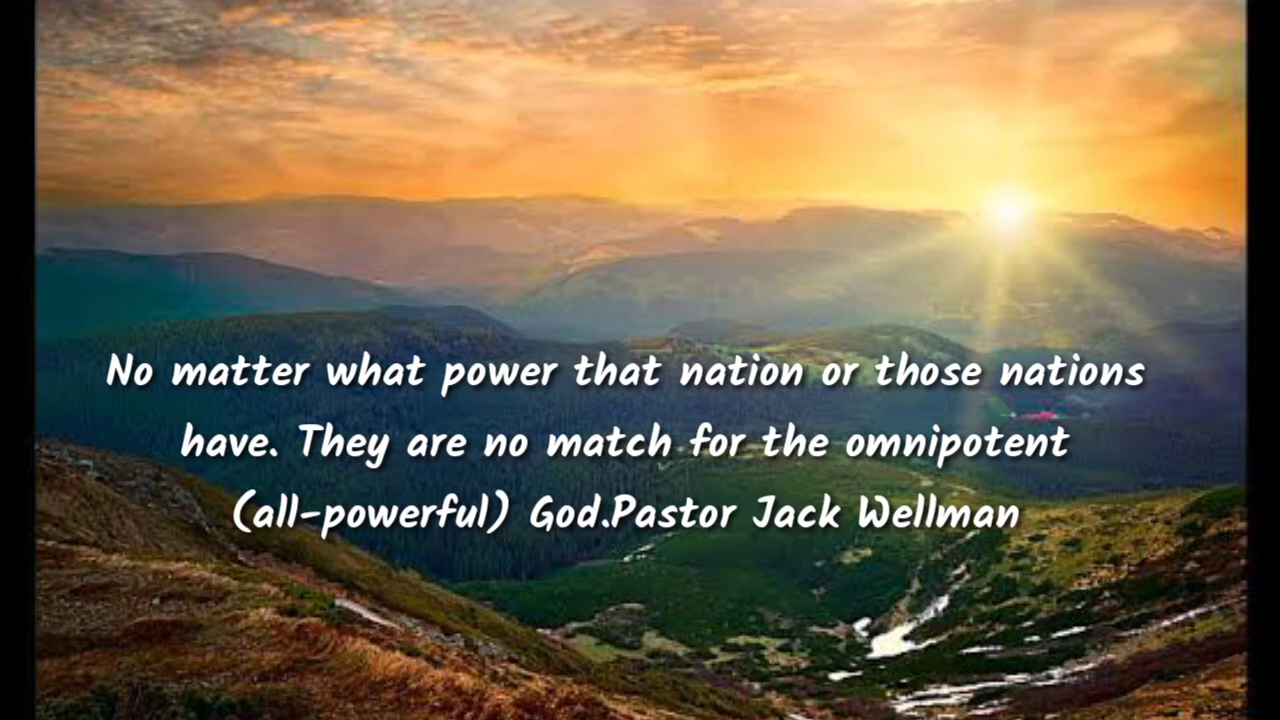 No matter what power that nation or those nations
have. They are no match for the omnipotent
(all-powerful) God.Pastor Jack Wellman